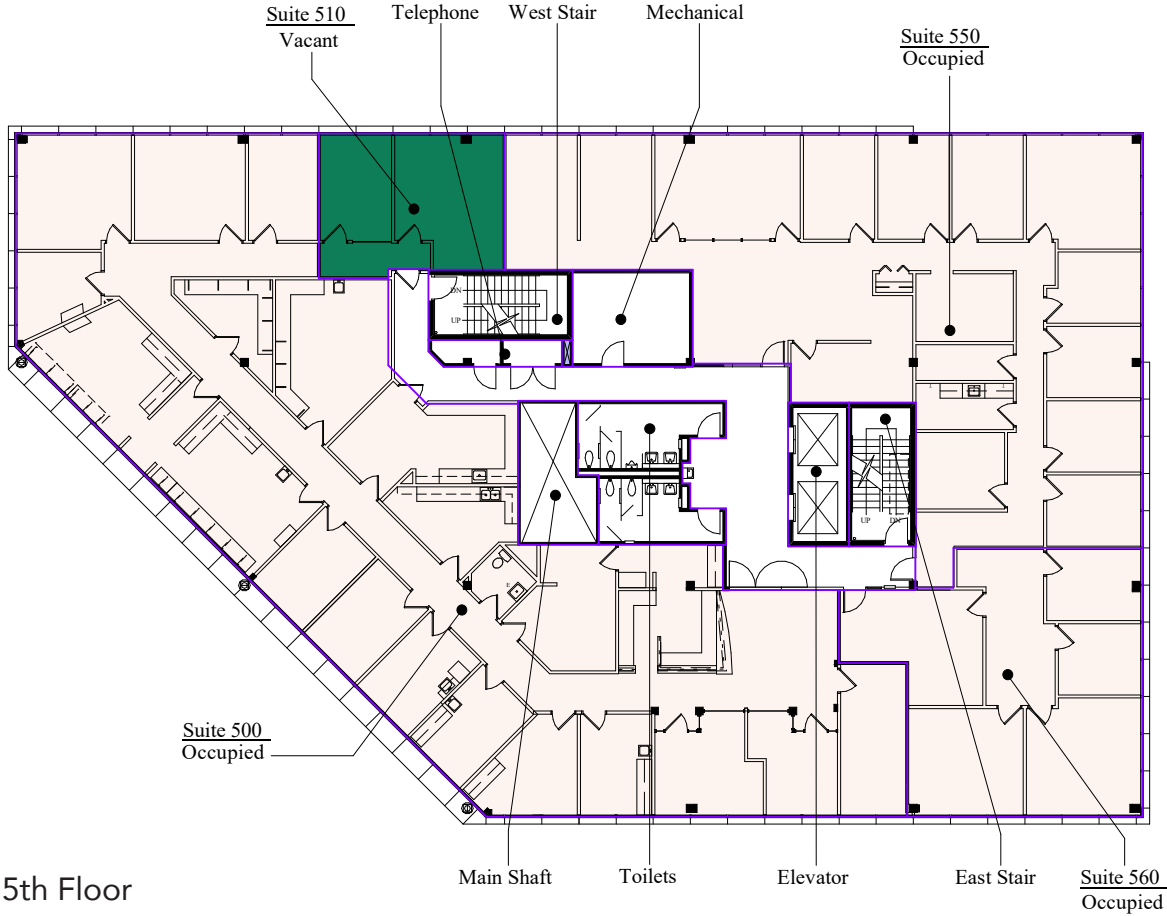 Suite 510
Vacant
Telephone
West Stair
Mechanical
Suite 550
Occupied
DN
UP
UP
DN
E
Suite 500
Occupied
Main Shaft
Toilets
Elevator
East Stair
Suite 560
Occupied
5th Floor